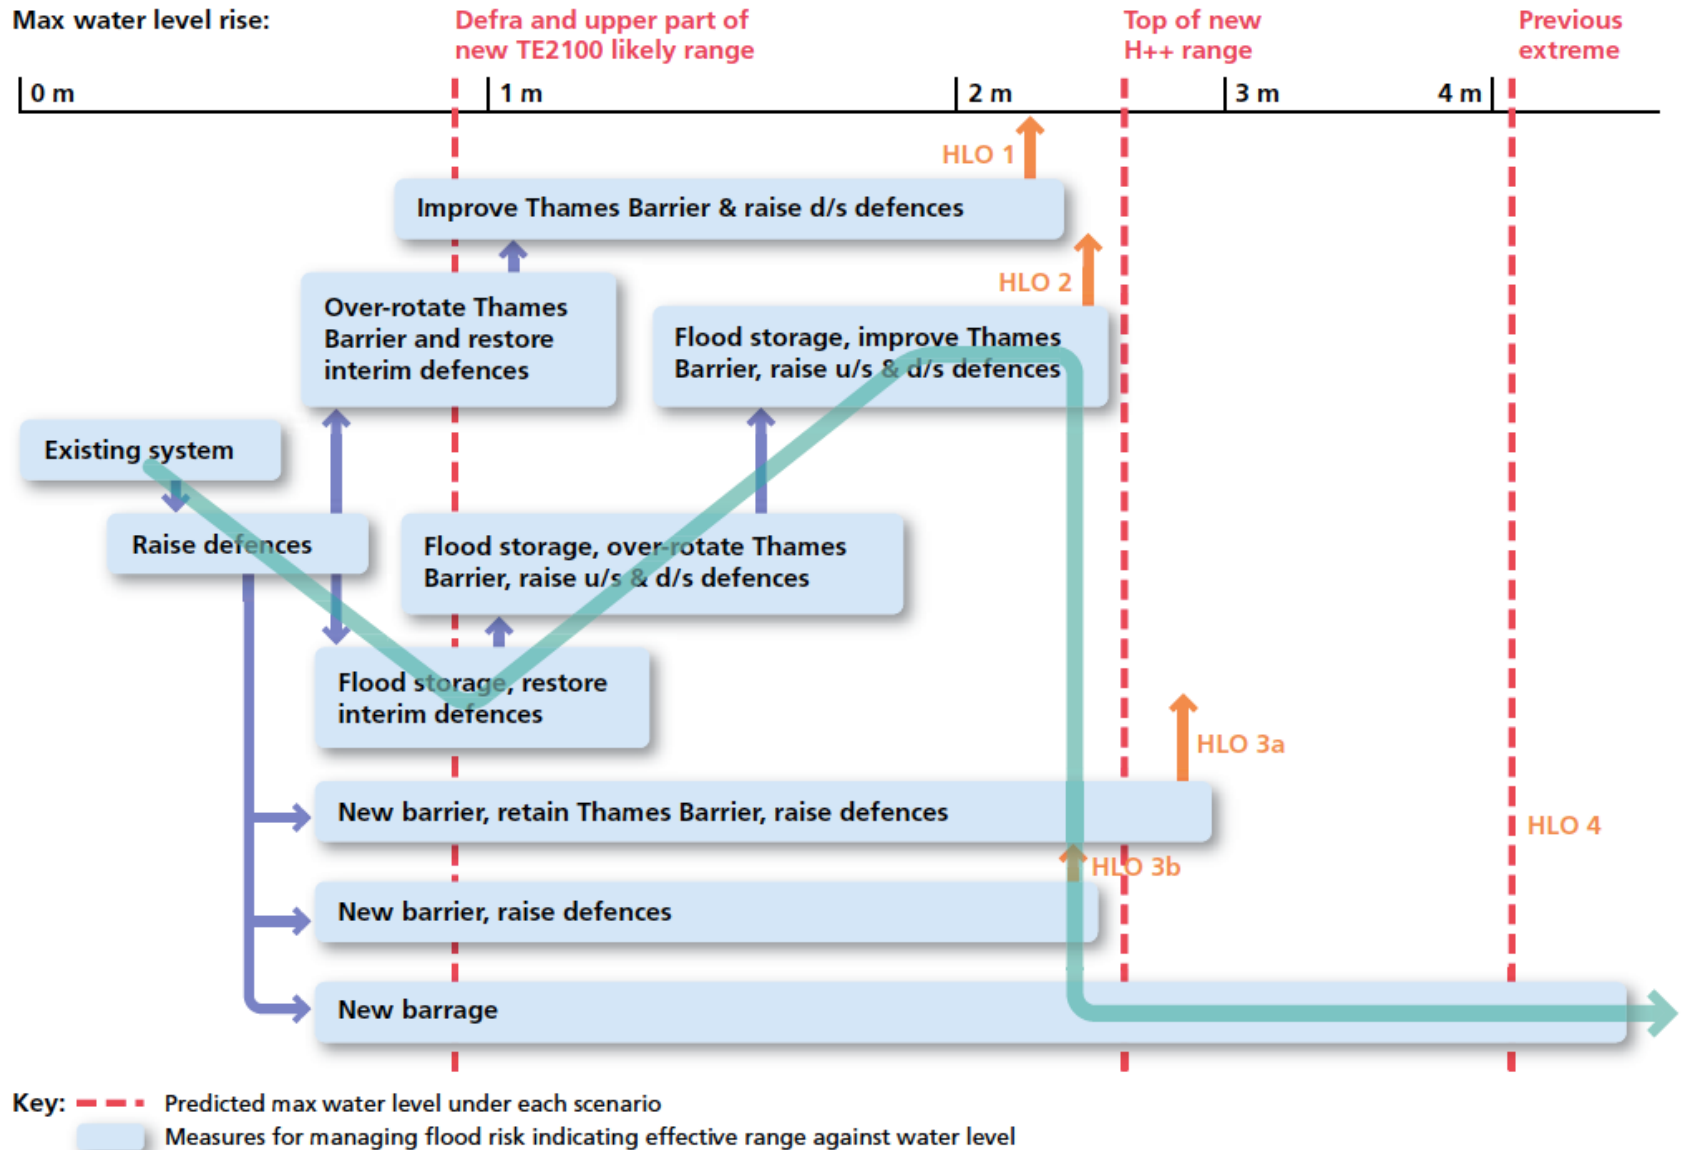 Max water level rise:
Defra and upper part of
new TE2100 likely range
Top of new
H++ range
Previous
extreme
0 m
1 m
2 m
3 m
4 m
HLO 1
Improve Thames Barrier & raise d/s defences
HLO 2
Over-rotate Thames
Barrier and restore
interim defences
Flood storage, improve Thames
Barrier, raise u/s & d/s defences
Existing system
Raise defences
Flood storage, over-rotate Thames
Barrier, raise u/s & d/s defences
Flood storage, restore
interim defences
HLO 3a
New barrier, retain Thames Barrier, raise defences
HLO 4
HLO 3b
New barrier, raise defences
New barrage
Key:
Predicted max water level under each scenario
Measures for managing flood risk indicating effective range against water level